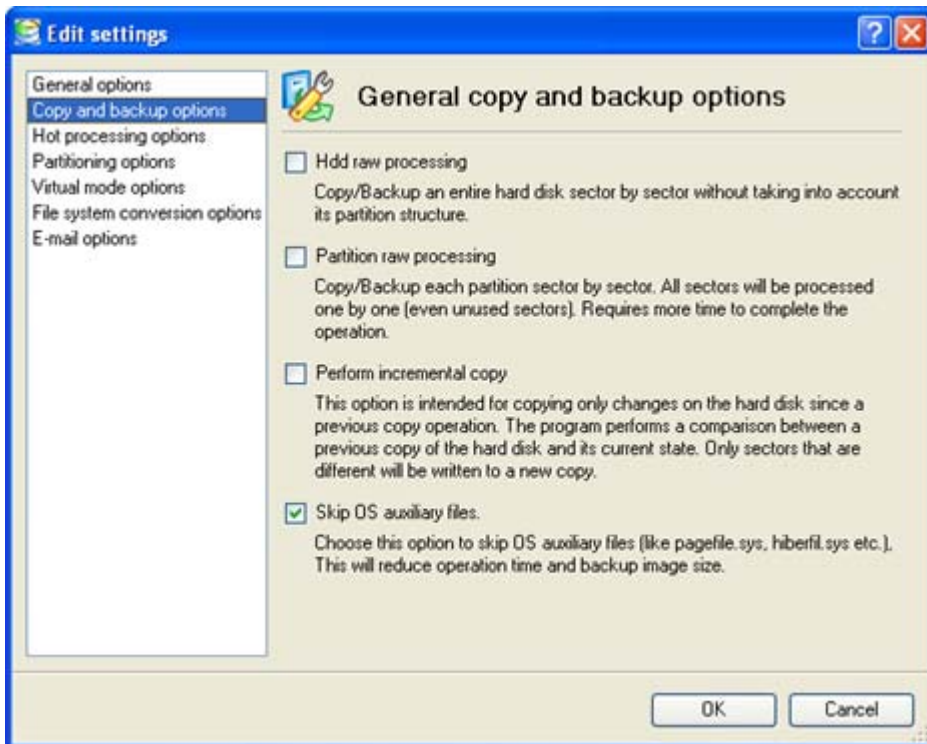 Edit settings
General options
Copy and backup options
Hot processing options
Partitioning options
Virtual mode options
File system conversion options
E-mail options
General copy and backup options
Hdd raw processing
Copy/Backup an entire hard disk sector by sector without taking into account
its partition structure.
Partition raw processing
Copy/Backup each partition sector by sector. All sectors will be processed
one by one (even unused sectors). Requires more time to complete the
operation.
Perform incremental copy
This option is intended for copying only changes on the hard disk since a
previous copy operation. The program performs a comparison between a
previous copy of the hard disk and its current state. Only sectors that are
different will be written to a new copy.
Skip OS auxiliary files.
Choose this option to skip OS auxiliary files (like pagefile.sys, hiberfil.sys etc.),
This will reduce operation time and backup image size.
OK
Cancel